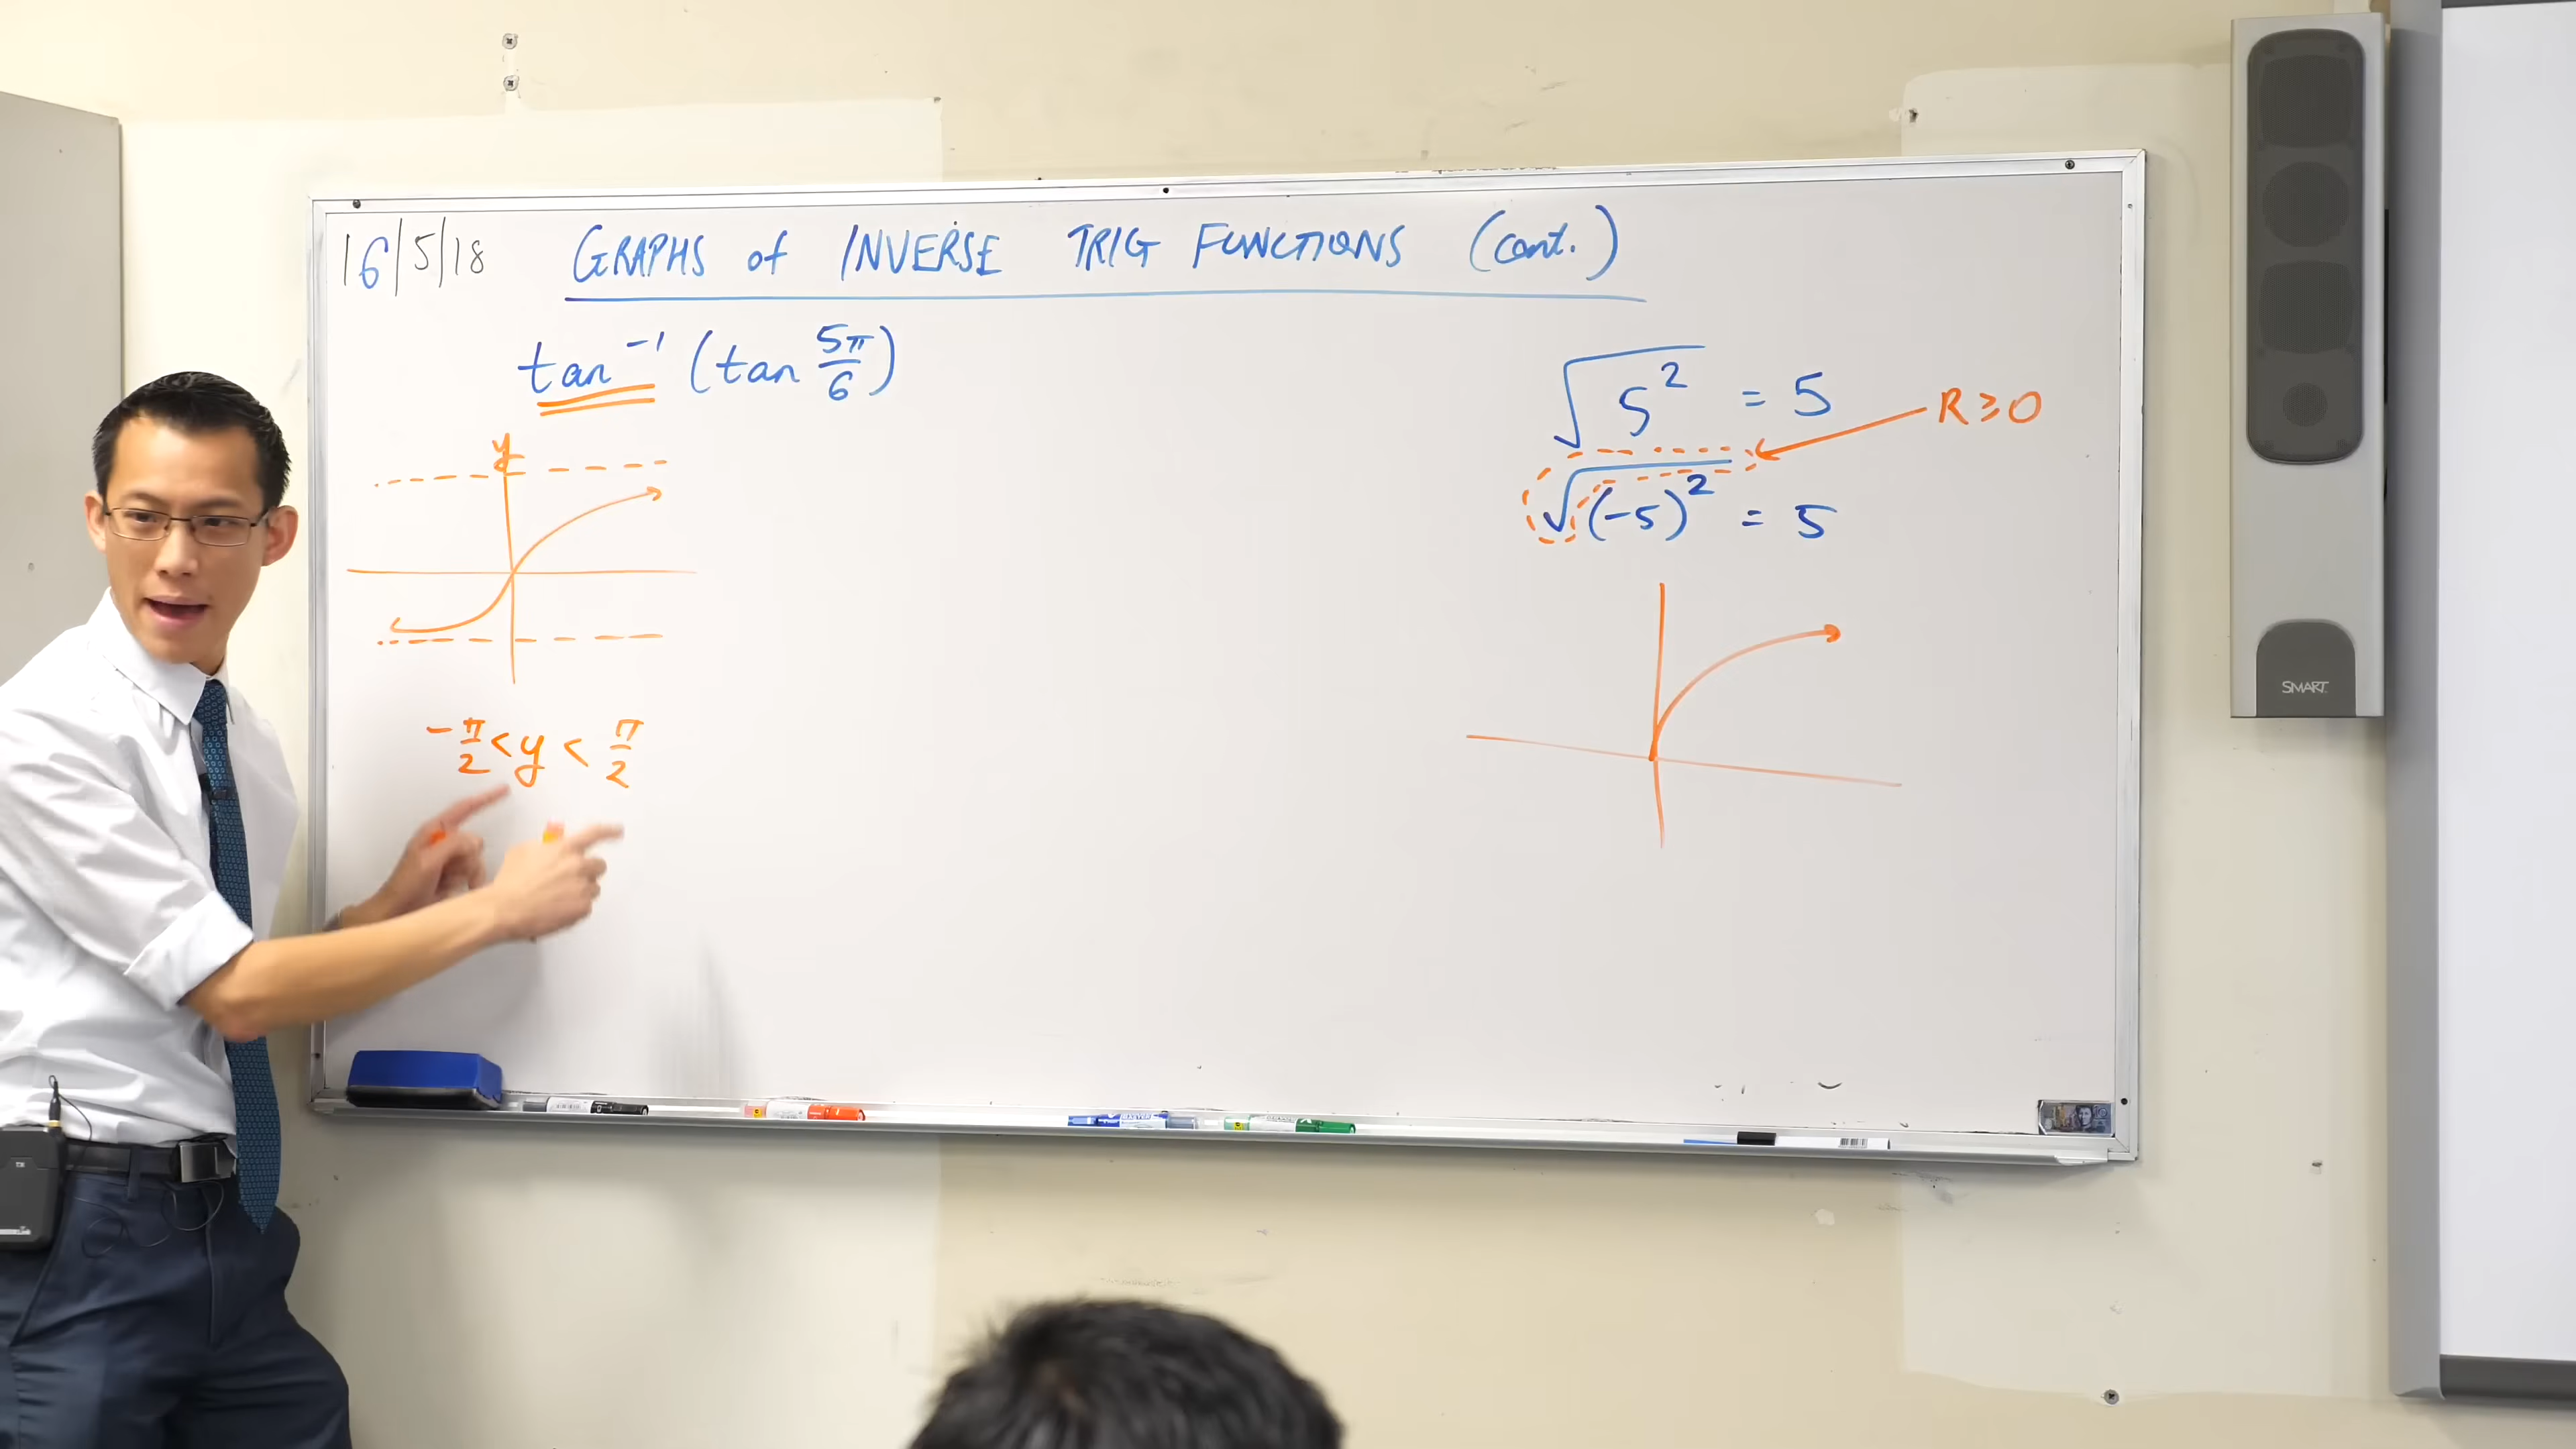 16/5/18 GRAPHS of INVERSE TRIG FUNCTIONS (cont.)
tan⁻¹ (tan 5π/6)
y
-π/2 < y < π/2
√5² = 5
R ≥ 0
√(-5)² = 5
SMART